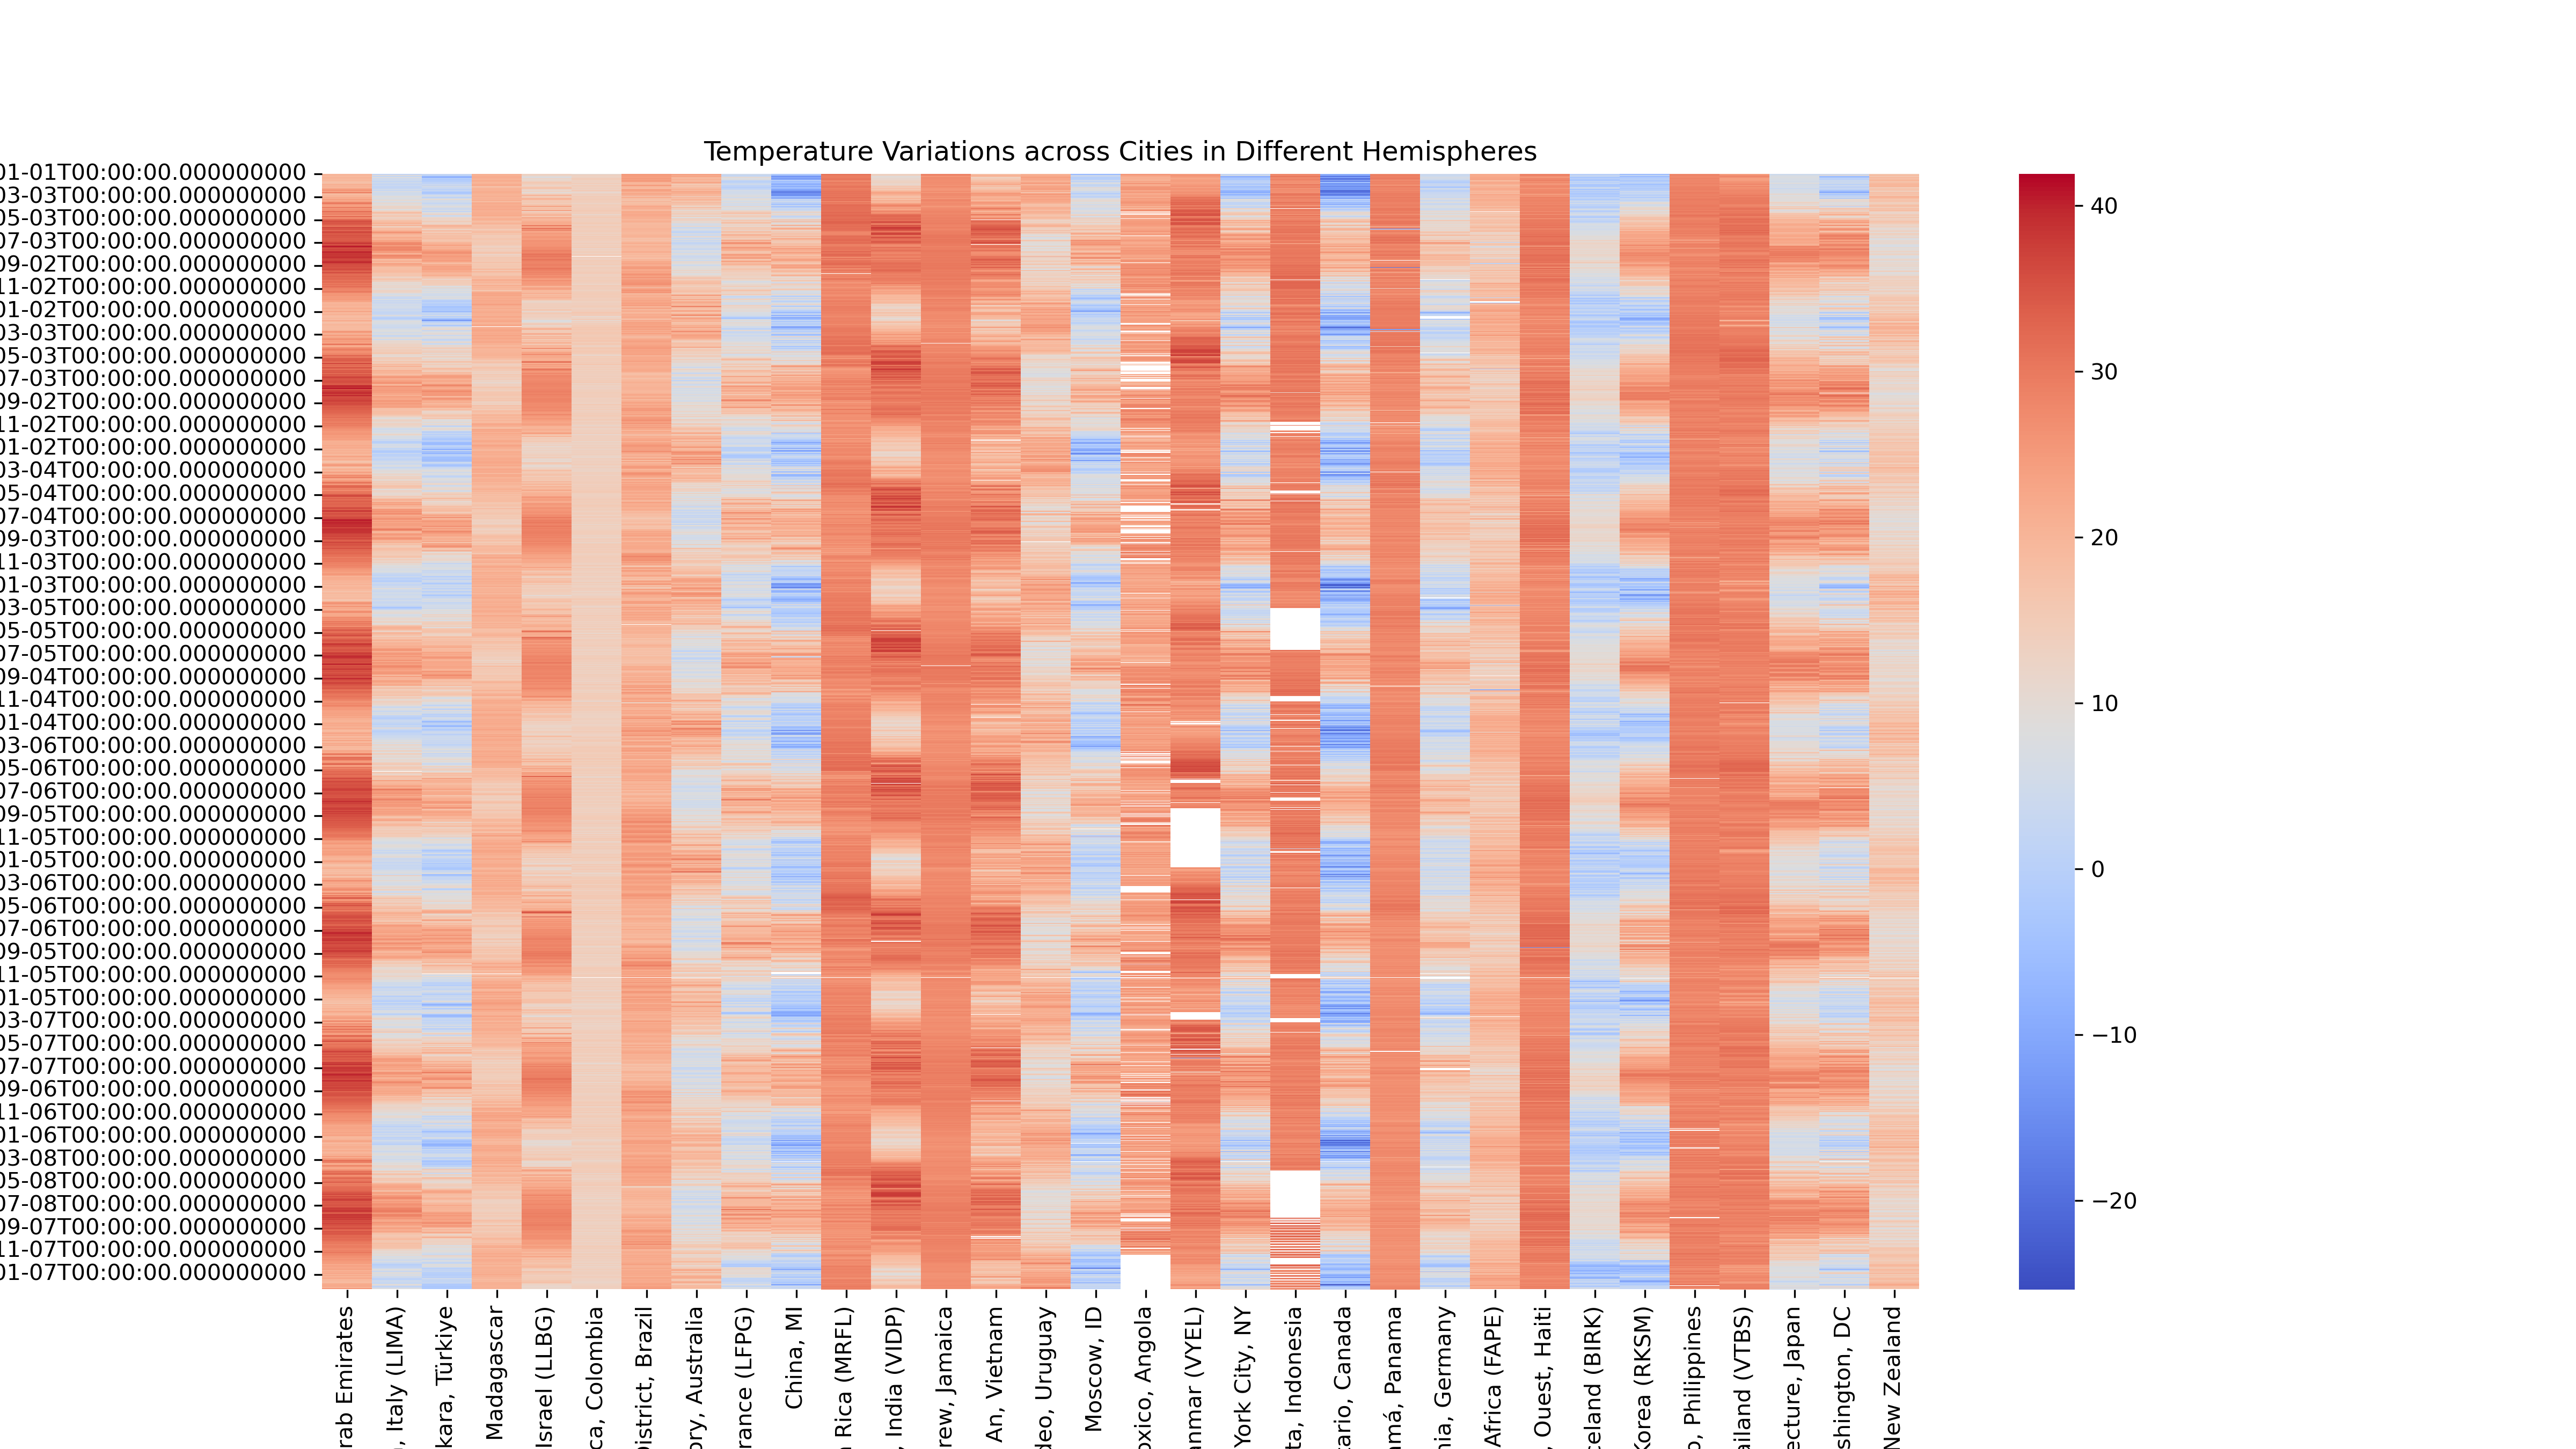 Temperature Variations across Cities in Different Hemispheres
01-01T00:00:00.000000000
03-03T00:00:00.000000000
05-03T00:00:00.000000000
07-03T00:00:00.000000000
09-02T00:00:00.000000000
11-02T00:00:00.000000000
01-02T00:00:00.000000000
03-03T00:00:00.000000000
05-03T00:00:00.000000000
07-03T00:00:00.000000000
09-02T00:00:00.000000000
11-02T00:00:00.000000000
01-02T00:00:00.000000000
03-04T00:00:00.000000000
05-04T00:00:00.000000000
07-04T00:00:00.000000000
09-03T00:00:00.000000000
11-03T00:00:00.000000000
01-03T00:00:00.000000000
03-05T00:00:00.000000000
05-05T00:00:00.000000000
07-05T00:00:00.000000000
09-04T00:00:00.000000000
11-04T00:00:00.000000000
01-04T00:00:00.000000000
03-06T00:00:00.000000000
05-06T00:00:00.000000000
07-06T00:00:00.000000000
09-05T00:00:00.000000000
11-05T00:00:00.000000000
01-05T00:00:00.000000000
03-06T00:00:00.000000000
05-06T00:00:00.000000000
07-06T00:00:00.000000000
09-05T00:00:00.000000000
11-05T00:00:00.000000000
01-05T00:00:00.000000000
03-07T00:00:00.000000000
05-07T00:00:00.000000000
07-07T00:00:00.000000000
09-06T00:00:00.000000000
11-06T00:00:00.000000000
01-06T00:00:00.000000000
03-08T00:00:00.000000000
05-08T00:00:00.000000000
07-08T00:00:00.000000000
09-07T00:00:00.000000000
11-07T00:00:00.000000000
01-07T00:00:00.000000000
rab Emirates
, Italy (LIMA)
kara, Türkiye
Madagascar
Israel (LLBG)
ca, Colombia
District, Brazil
ory, Australia
rance (LFPG)
China, MI
Rica (MRFL)
, India (VIDP)
rew, Jamaica
An, Vietnam
deo, Uruguay
Moscow, ID
oxico, Angola
anmar (VYEL)
York City, NY
ta, Indonesia
tario, Canada
amá, Panama
nia, Germany
Africa (FAPE)
, Ouest, Haiti
celand (BIRK)
Korea (RKSM)
o, Philippines
ailand (VTBS)
ecture, Japan
shington, DC
New Zealand
40
30
20
10
0
−10
−20